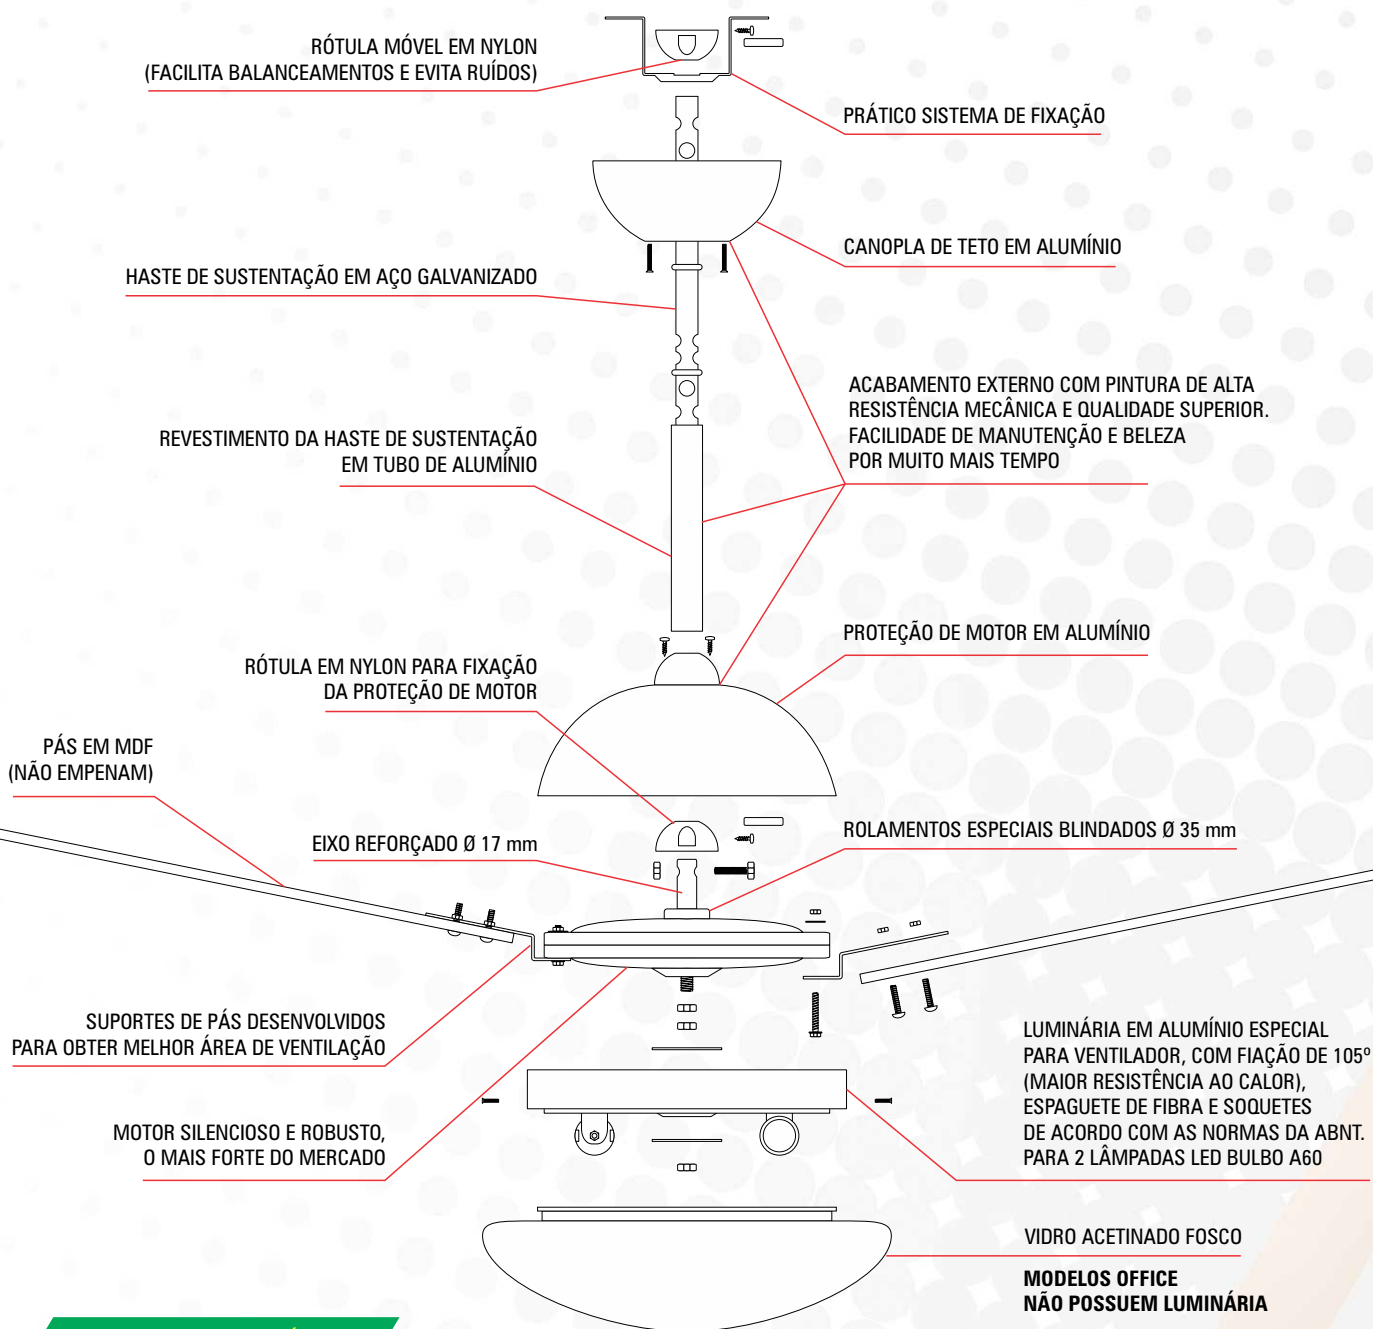 RÓTULA MÓVEL EM NYLON
(FACILITA BALANCEAMENTOS E EVITA RUÍDOS)
PRÁTICO SISTEMA DE FIXAÇÃO
CANOPLA DE TETO EM ALUMÍNIO
HASTE DE SUSTENTAÇÃO EM AÇO GALVANIZADO
ACABAMENTO EXTERNO COM PINTURA DE ALTA
RESISTÊNCIA MECÂNICA E QUALIDADE SUPERIOR.
FACILIDADE DE MANUTENÇÃO E BELEZA
POR MUITO MAIS TEMPO
REVESTIMENTO DA HASTE DE SUSTENTAÇÃO
EM TUBO DE ALUMÍNIO
PROTEÇÃO DE MOTOR EM ALUMÍNIO
RÓTULA EM NYLON PARA FIXAÇÃO
DA PROTEÇÃO DE MOTOR
PÁS EM MDF
(NÃO EMPENAM)
EIXO REFORÇADO Ø 17 mm
ROLAMENTOS ESPECIAIS BLINDADOS Ø 35 mm
SUPORTES DE PÁS DESENVOLVIDOS
PARA OBTER MELHOR ÁREA DE VENTILAÇÃO
LUMINÁRIA EM ALUMÍNIO ESPECIAL
PARA VENTILADOR, COM FIAÇÃO DE 105º
(MAIOR RESISTÊNCIA AO CALOR),
ESPAGUETE DE FIBRA E SOQUETES
DE ACORDO COM AS NORMAS DA ABNT.
PARA 2 LÂMPADAS LED BULBO A60
MOTOR SILENCIOSO E ROBUSTO,
O MAIS FORTE DO MERCADO
VIDRO ACETINADO FOSCO
MODELOS OFFICE
NÃO POSSUEM LUMINÁRIA